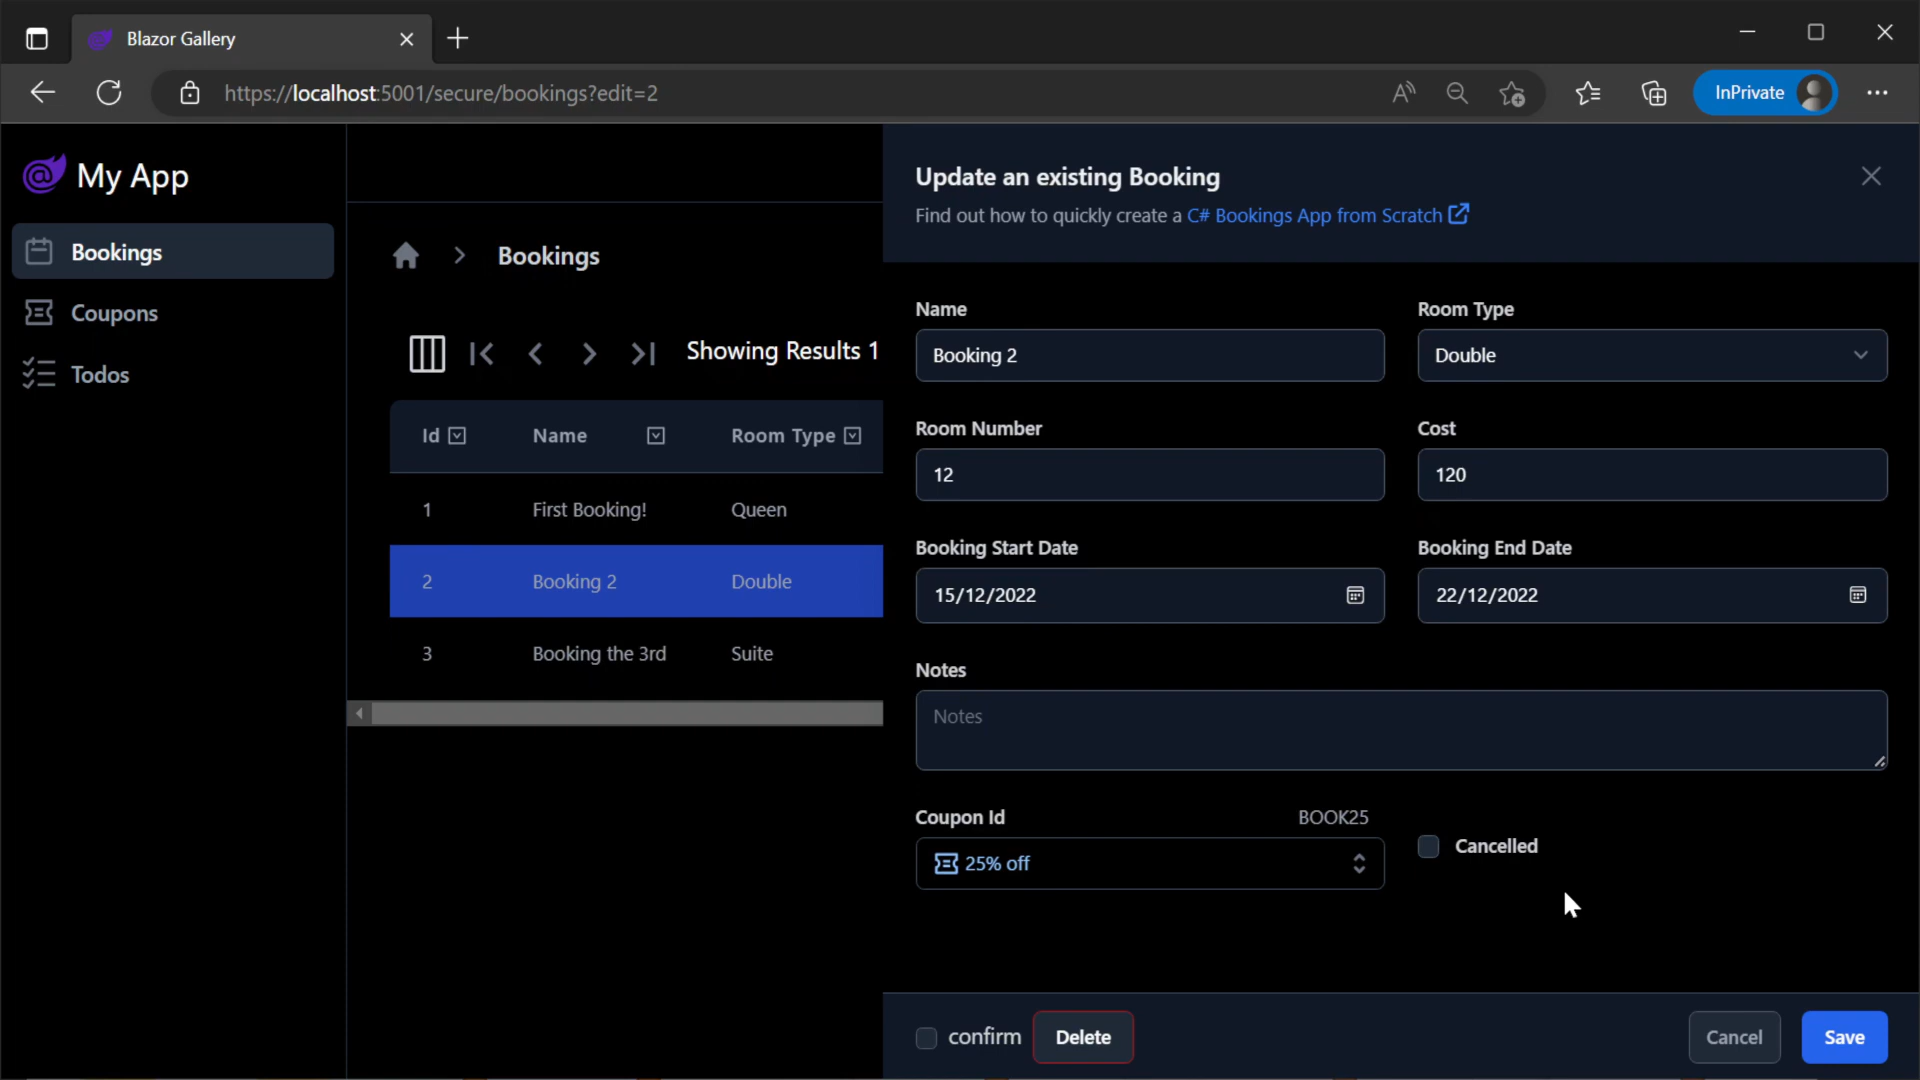 Blazor Gallery
https://localhost:5001/secure/bookings?edit=2
InPrivate
My App
Bookings
Coupons
Todos
Bookings
Showing Results 1
Id Name Room Type
1 First Booking! Queen
2 Booking 2 Double
3 Booking the 3rd Suite
Update an existing Booking
Find out how to quickly create a C# Bookings App from Scratch
Name Room Type
Booking 2 Double
Room Number Cost
12 120
Booking Start Date Booking End Date
15/12/2022 22/12/2022
Notes
Notes
Coupon Id BOOK25
25% off
Cancelled
confirm Delete Cancel Save